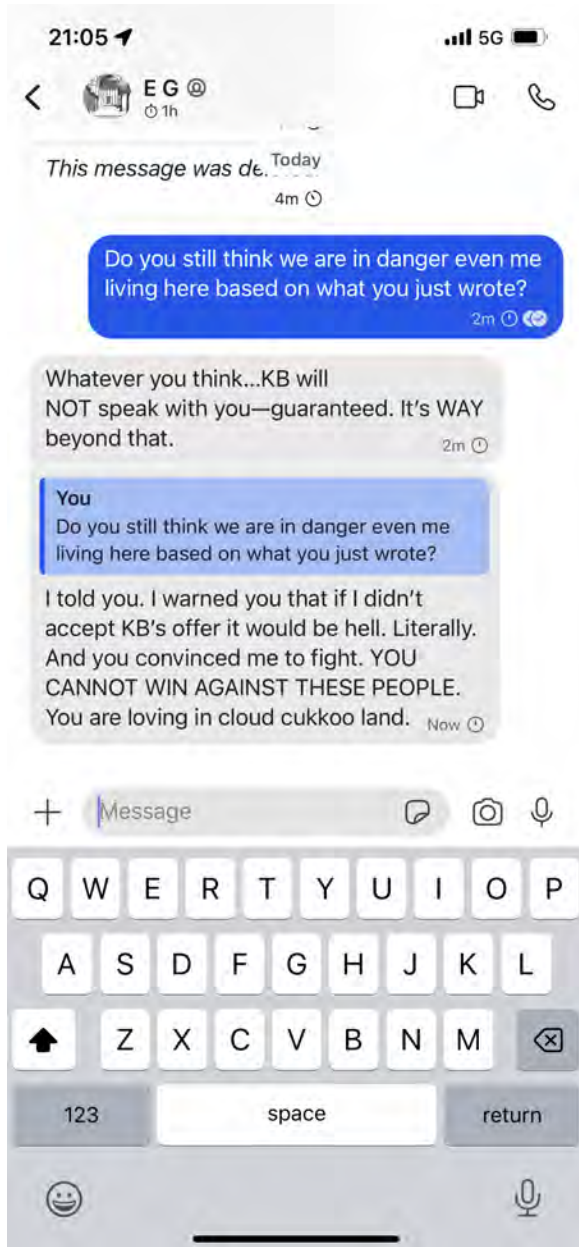 21:05
5G
E G
1h
Today
This message was de
4m
Do you still think we are in danger even me
living here based on what you just wrote?
2m
Whatever you think...KB will
NOT speak with you—guaranteed. It's WAY
beyond that.
2m
You
Do you still think we are in danger even me
living here based on what you just wrote?
I told you. I warned you that if I didn't
accept KB's offer it would be hell. Literally.
And you convinced me to fight. YOU
CANNOT WIN AGAINST THESE PEOPLE.
You are loving in cloud cukkoo land.
Now
Message
Q W E R T Y U I O P
A S D F G H J K L
Z X C V B N M
123 space return